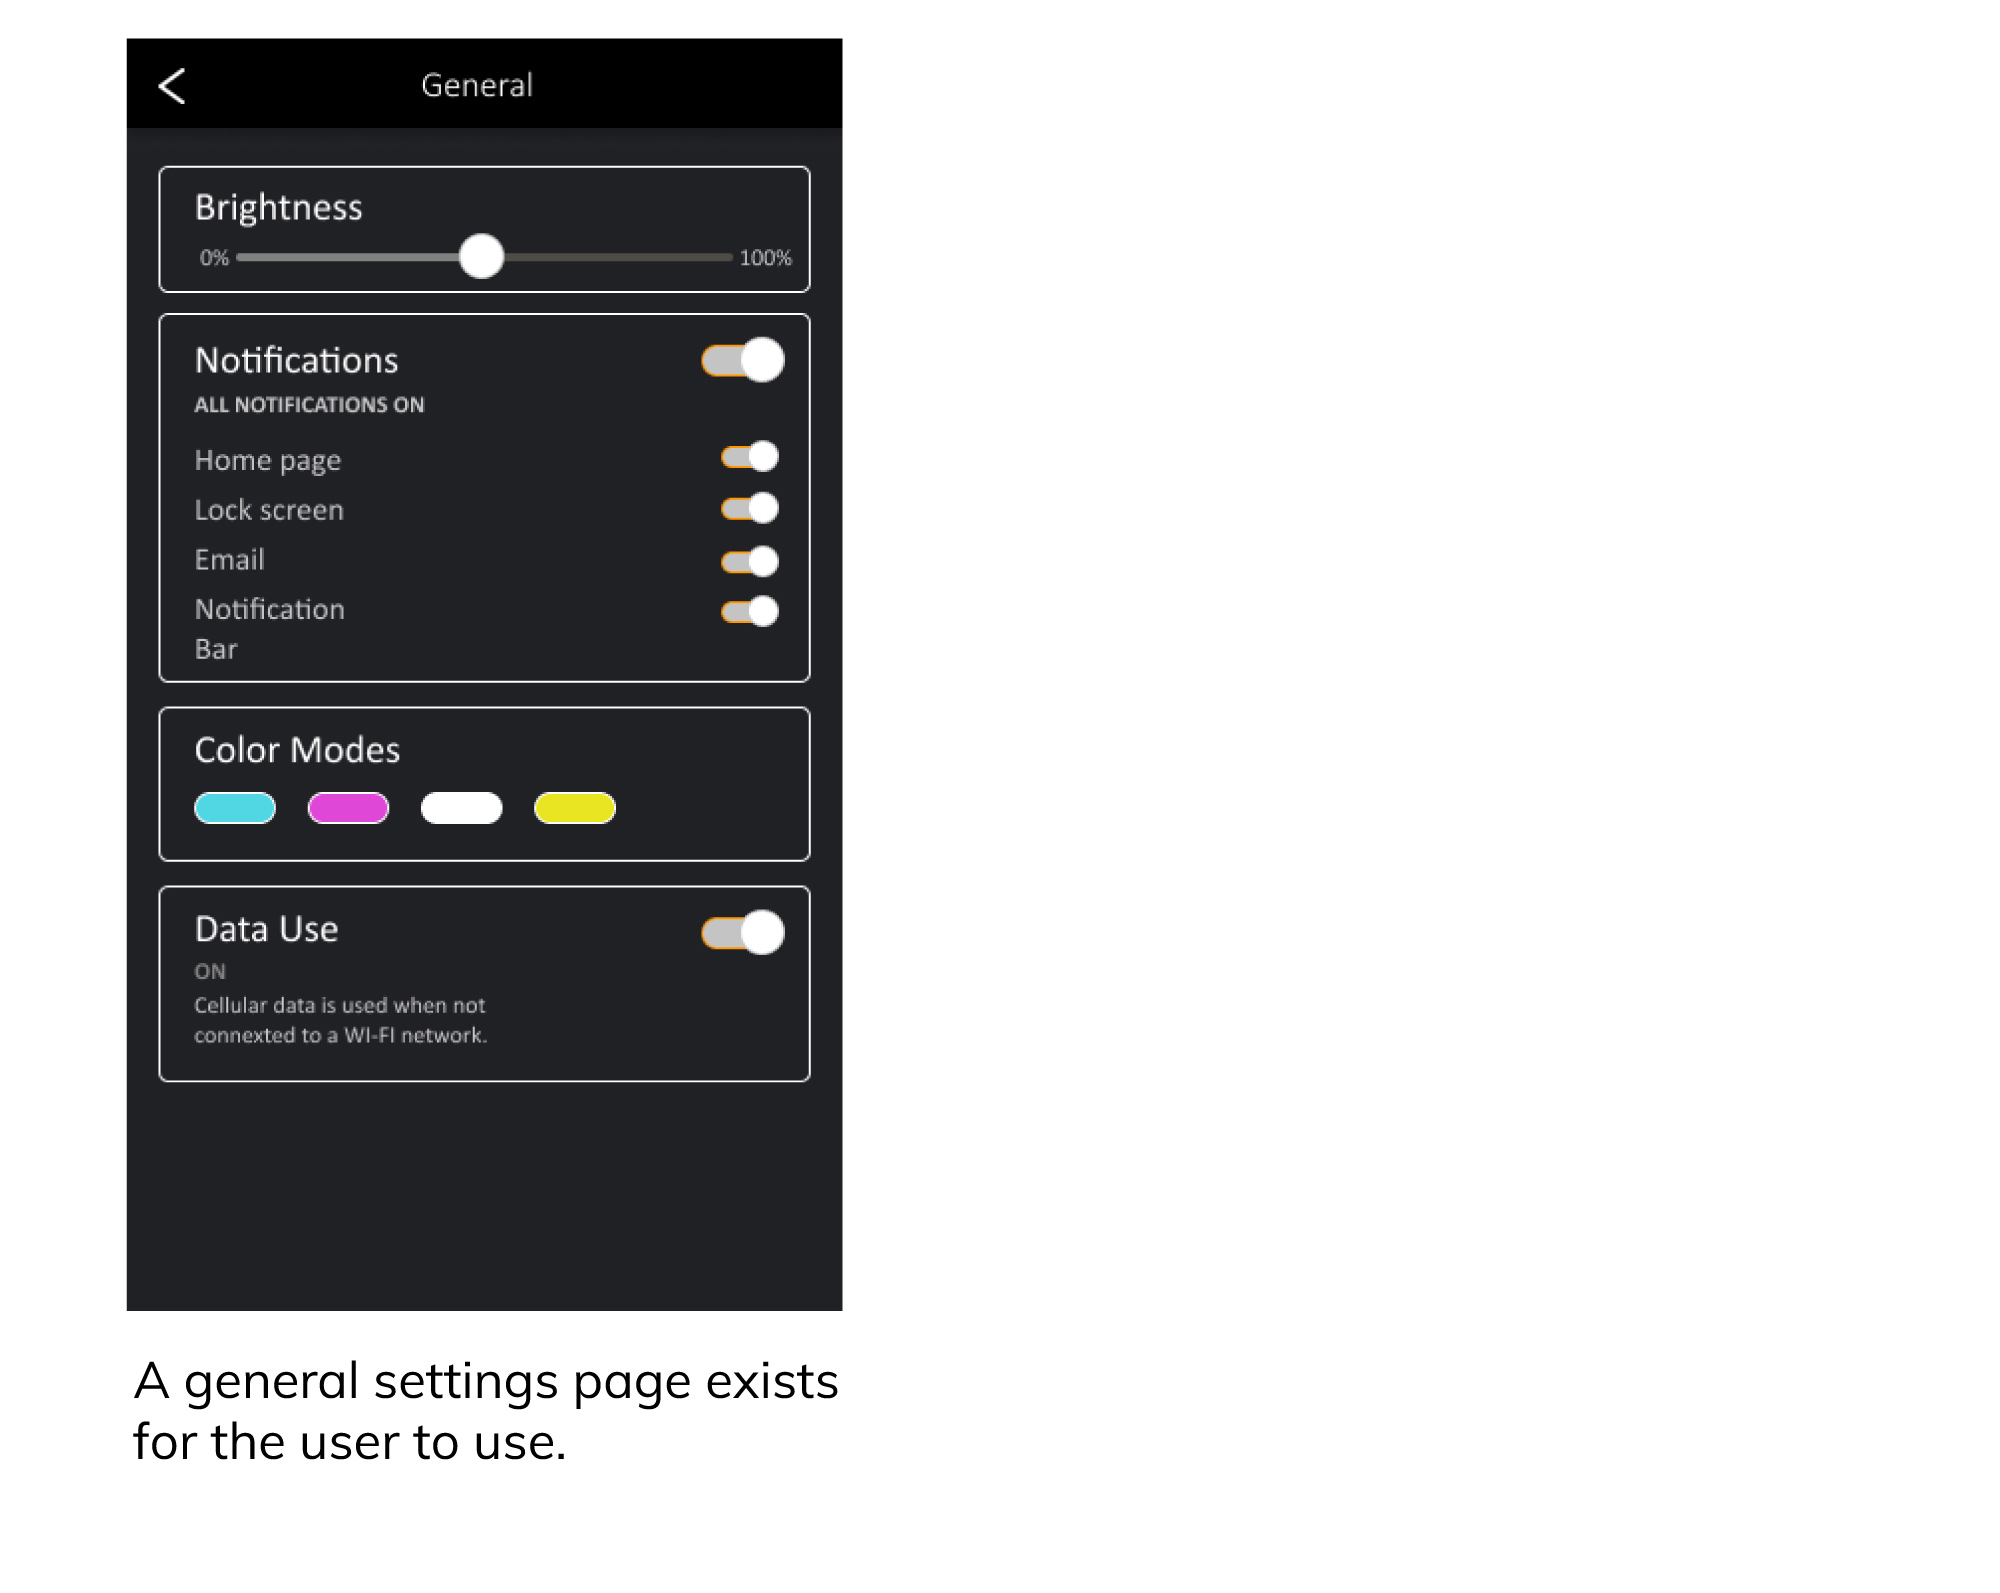 General
Brightness
0% 100%
Notifications
ALL NOTIFICATIONS ON
Home page
Lock screen
Email
Notification
Bar
Color Modes
Data Use
ON
Cellular data is used when not
connexted to a WI-FI network.
A general settings page exists
for the user to use.